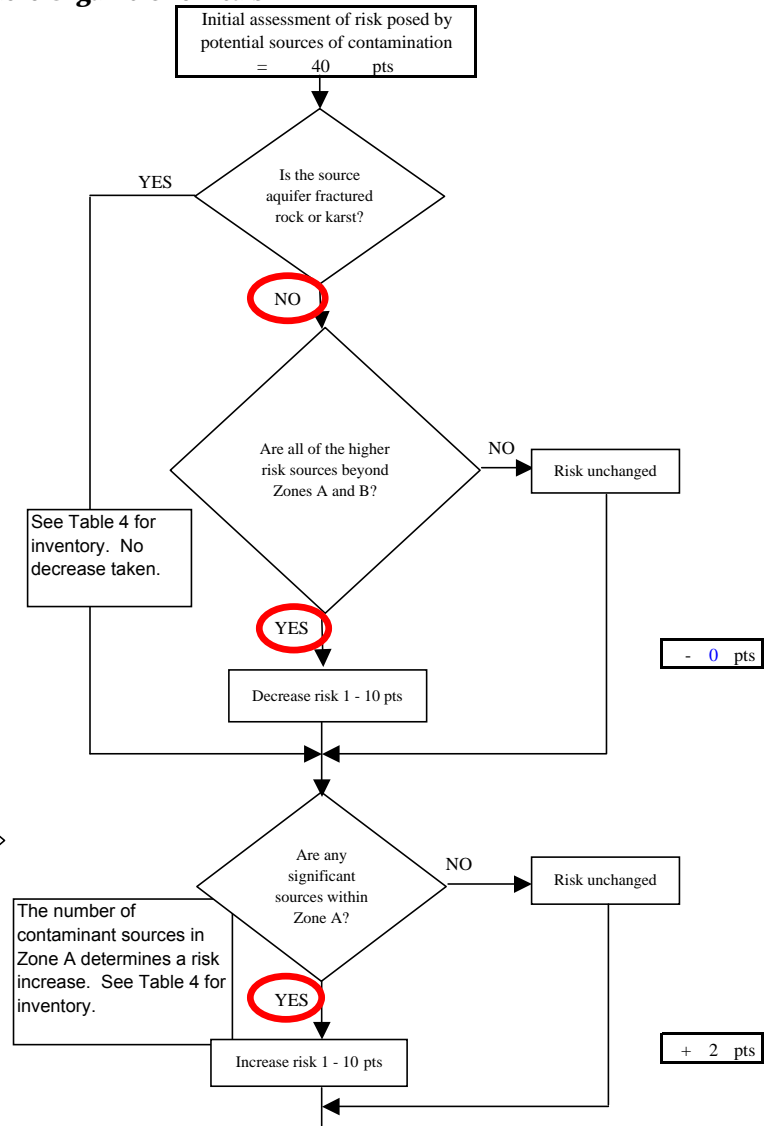 Initial assessment of risk posed by
potential sources of contamination
= 40 pts
Is the source
aquifer fractured
rock or karst?
YES
NO
Are all of the higher
risk sources beyond
Zones A and B?
NO
Risk unchanged
See Table 4 for
inventory. No
decrease taken.
YES
- 0 pts
Decrease risk 1 - 10 pts
Are any
significant
sources within
Zone A?
NO
Risk unchanged
The number of
contaminant sources in
Zone A determines a risk
increase. See Table 4 for
inventory.
YES
Increase risk 1 - 10 pts
+ 2 pts